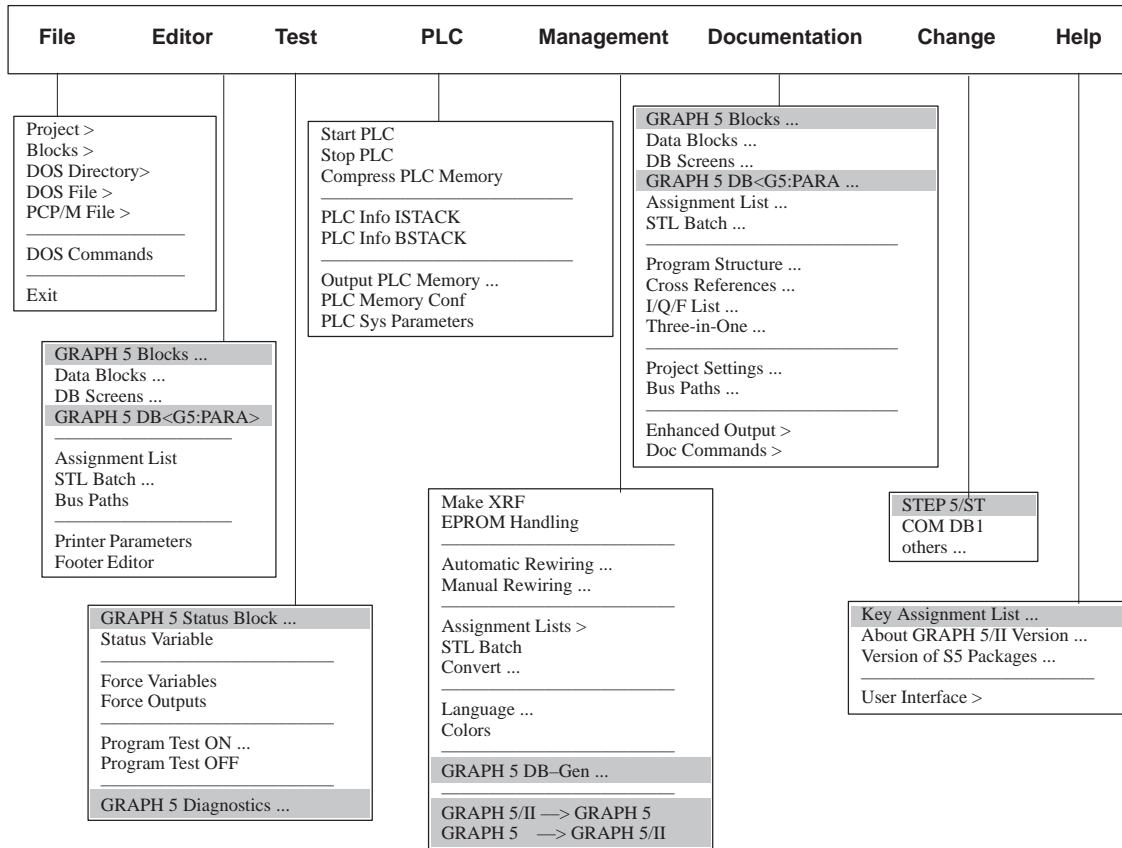 File Editor Test PLC Management Documentation Change Help
Project >
Blocks >
DOS Directory>
DOS File >
PCP/M File >
DOS Commands
Exit
GRAPH 5 Blocks ...
Data Blocks ...
DB Screens ...
GRAPH 5 DB<G5:PARA>
Assignment List
STL Batch ...
Bus Paths
Printer Parameters
Footer Editor
GRAPH 5 Status Block ...
Status Variable
Force Variables
Force Outputs
Program Test ON ...
Program Test OFF
GRAPH 5 Diagnostics ...
Start PLC
Stop PLC
Compress PLC Memory
PLC Info ISTACK
PLC Info BSTACK
Output PLC Memory ...
PLC Memory Conf
PLC Sys Parameters
Make XRF
EPROM Handling
Automatic Rewiring ...
Manual Rewiring ...
Assignment Lists >
STL Batch
Convert ...
Language ...
Colors
GRAPH 5 DB–Gen ...
GRAPH 5/II —> GRAPH 5
GRAPH 5 —> GRAPH 5/II
GRAPH 5 Blocks ...
Data Blocks ...
DB Screens ...
GRAPH 5 DB<G5:PARA ...
Assignment List ...
STL Batch ...
Program Structure ...
Cross References ...
I/Q/F List ...
Three-in-One ...
Project Settings ...
Bus Paths ...
Enhanced Output >
Doc Commands >
STEP 5/ST
COM DB1
others ...
Key Assignment List ...
About GRAPH 5/II Version ...
Version of S5 Packages ...
User Interface >